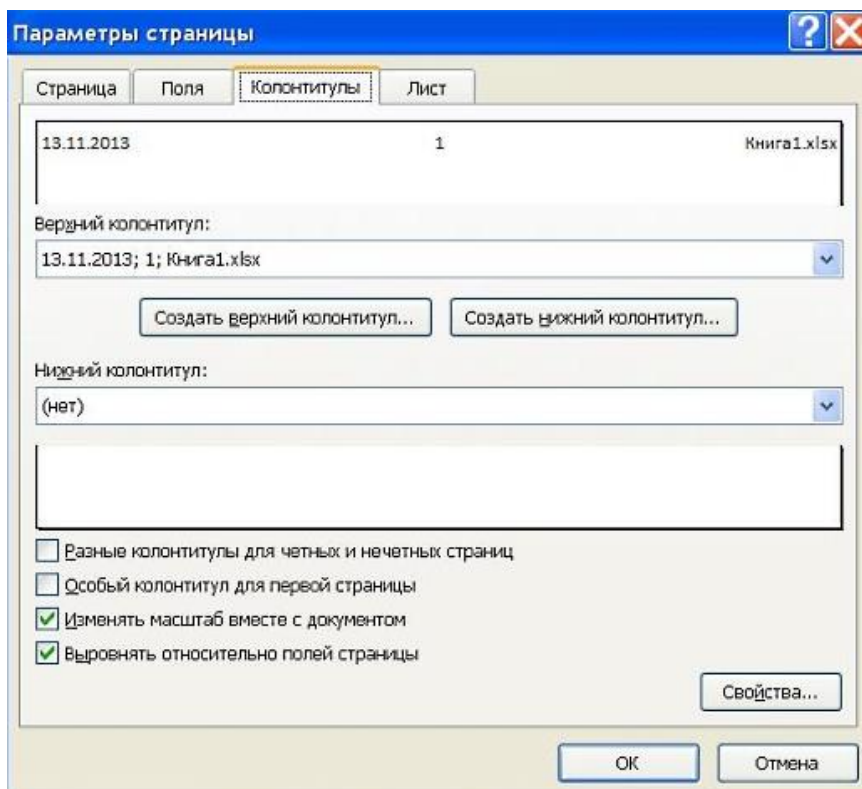 Параметры страницы
Страница Поля Колонтитулы Лист
13.11.2013 1 Книга1.xlsx
Верхний колонтитул:
13.11.2013; 1; Книга1.xlsx
Создать верхний колонтитул... Создать нижний колонтитул...
Нижний колонтитул:
(нет)
Разные колонтитулы для четных и нечетных страниц
Особый колонтитул для первой страницы
Изменять масштаб вместе с документом
Выровнять относительно полей страницы
Свойства...
ОК Отмена